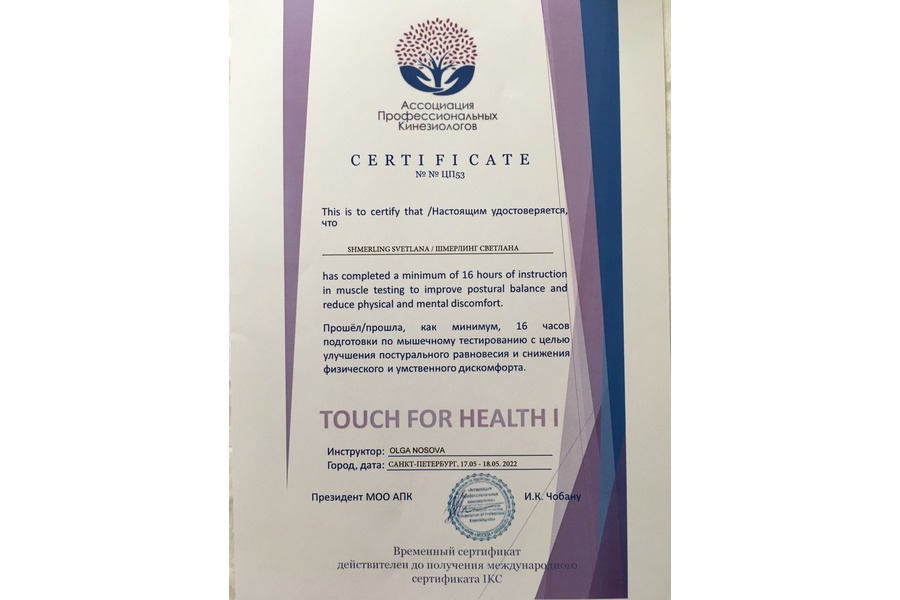 Ассоциация
Профессиональных
Кинезиологов
CERTIFICATE
№ № ЦП53
This is to certify that /Настоящим удостоверяется,
что
SHMERLING SVETLANA / ШМЕРЛИНГ СВЕТЛАНА
has completed a minimum of 16 hours of instruction
in muscle testing to improve postural balance and
reduce physical and mental discomfort.
Прошёл/прошла, как минимум, 16 часов
подготовки по мышечному тестированию с целью
улучшения постурального равновесия и снижения
физического и умственного дискомфорта.
TOUCH FOR HEALTH I
Инструктор: OLGA NOSOVA
Город, дата: САНКТ-ПЕТЕРБУРГ, 17.05 - 18.05. 2022
Президент МОО АПК И.К. Чобану
Временный сертификат
действителен до получения международного
сертификата IKC